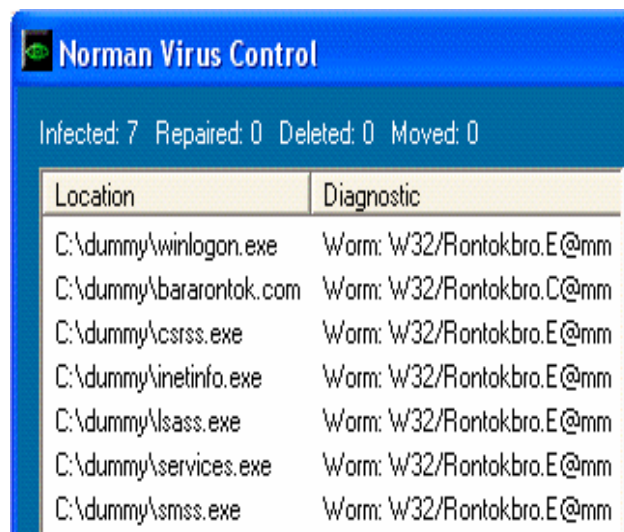 Norman Virus Control
Infected: 7 Repaired: 0 Deleted: 0 Moved: 0
Location Diagnostic
C:\dummy\winlogon.exe Worm: W32/Rontokbro.E@mm
C:\dummy\bararontok.com Worm: W32/Rontokbro.C@mm
C:\dummy\csrss.exe Worm: W32/Rontokbro.E@mm
C:\dummy\inetinfo.exe Worm: W32/Rontokbro.E@mm
C:\dummy\lsass.exe Worm: W32/Rontokbro.E@mm
C:\dummy\services.exe Worm: W32/Rontokbro.E@mm
C:\dummy\smss.exe Worm: W32/Rontokbro.E@mm